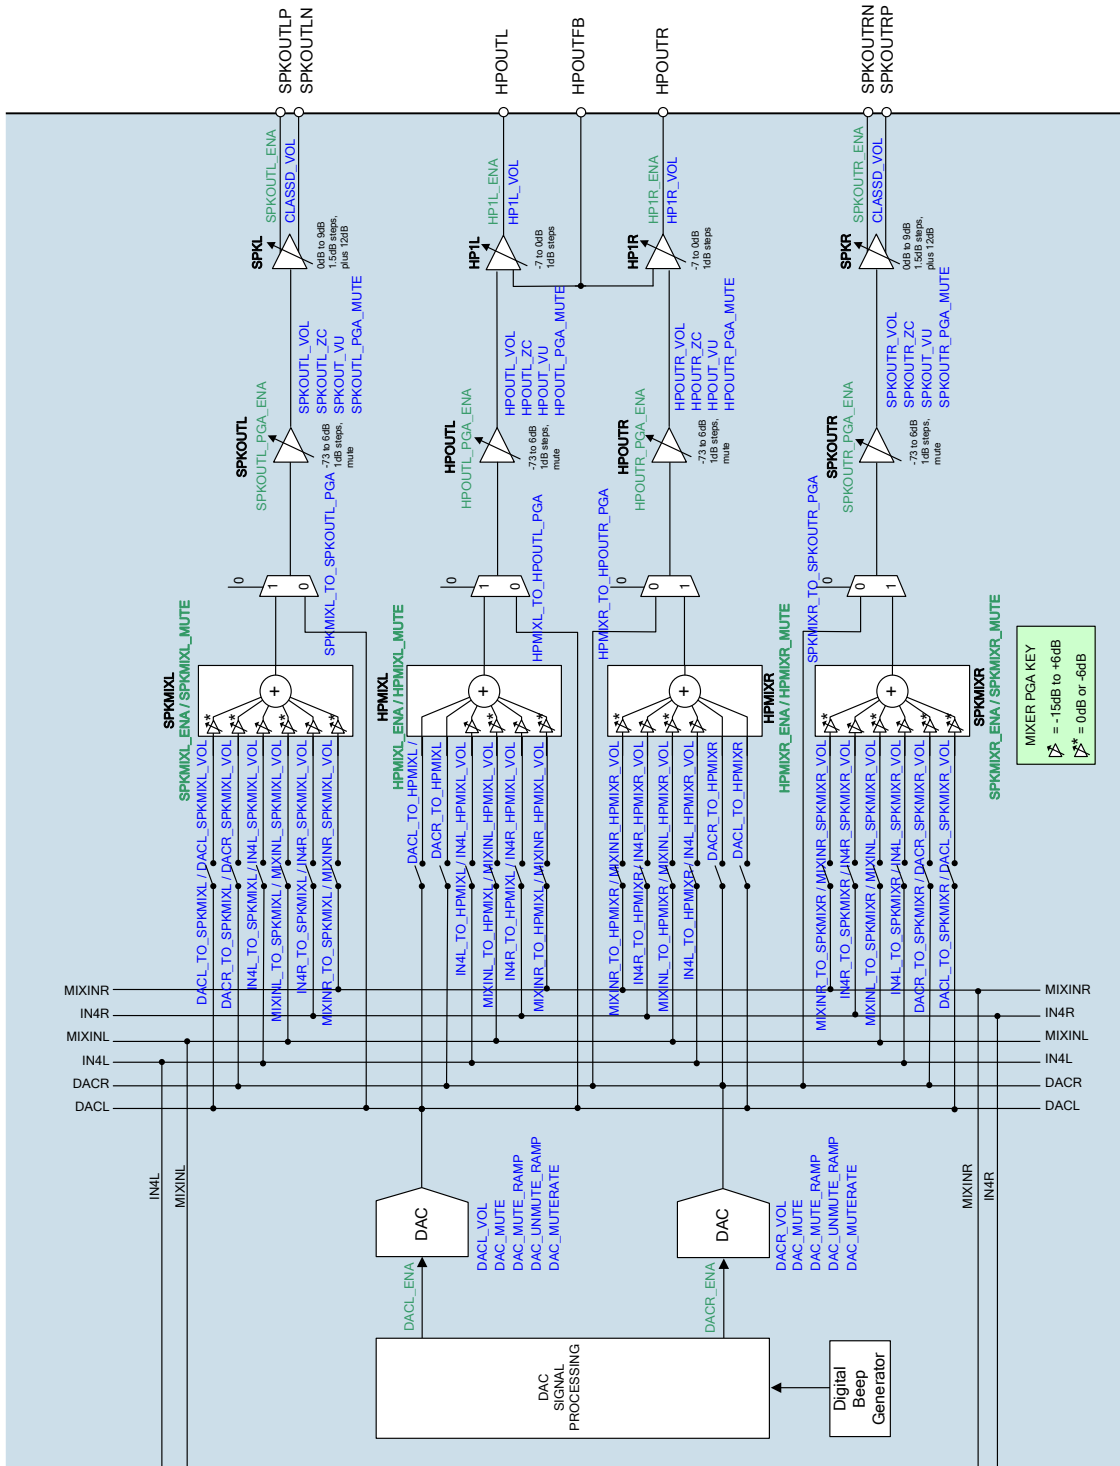 SPKOUTLP
SPKOUTLN
HPOUTL
HPOUTFB
HPOUTR
SPKOUTRN
SPKOUTRP
SPKOUTL_ENA
CLASSD_VOL
HP1L_ENA
HP1L_VOL
HP1R_ENA
HP1R_VOL
SPKOUTR_ENA
CLASSD_VOL
SPKL
0dB to 9dB
1.5dB steps,
plus 12dB
HP1L
-7 to 0dB
1dB steps
HP1R
-7 to 0dB
1dB steps
SPKR
0dB to 9dB
1.5dB steps,
plus 12dB
SPKOUTL_VOL
SPKOUTL_ZC
SPKOUT_VU
SPKOUTL_PGA_MUTE
HPOUTL_VOL
HPOUTL_ZC
HPOUT_VU
HPOUTL_PGA_MUTE
HPOUTR_VOL
HPOUTR_ZC
HPOUT_VU
HPOUTR_PGA_MUTE
SPKOUTR_VOL
SPKOUTR_ZC
SPKOUT_VU
SPKOUTR_PGA_MUTE
SPKOUTL
SPKOUTL_PGA_ENA
-73 to 6dB
1dB steps,
mute
HPOUTL
HPOUTL_PGA_ENA
-73 to 6dB
1dB steps,
mute
HPOUTR
HPOUTR_PGA_ENA
-73 to 6dB
1dB steps,
mute
SPKOUTR
SPKOUTR_PGA_ENA
-73 to 6dB
1dB steps,
mute
0
1
0
SPKMIXL_TO_SPKOUTL_PGA
0
1
0
HPMIXL_TO_HPOUTL_PGA
0
0
1
HPMIXR_TO_HPOUTR_PGA
0
0
1
SPKMIXR_TO_SPKOUTR_PGA
SPKMIXL
SPKMIXL_ENA / SPKMIXL_MUTE
+
HPMIXL
HPMIXL_ENA / HPMIXL_MUTE
+
HPMIXR
HPMIXR_ENA / HPMIXR_MUTE
+
SPKMIXR
SPKMIXR_ENA / SPKMIXR_MUTE
+
MIXER PGA KEY
= -15dB to +6dB
* = 0dB or -6dB
DACL_TO_SPKMIXL / DACL_SPKMIXL_VOL
DACR_TO_SPKMIXL / DACR_SPKMIXL_VOL
IN4L_TO_SPKMIXL / IN4L_SPKMIXL_VOL
MIXINL_TO_SPKMIXL / MIXINL_SPKMIXL_VOL
IN4R_TO_SPKMIXL / IN4R_SPKMIXL_VOL
MIXINR_TO_SPKMIXL / MIXINR_SPKMIXL_VOL
DACL_TO_HPMIXL /
DACR_TO_HPMIXL
IN4L_TO_HPMIXL / IN4L_HPMIXL_VOL
MIXINL_TO_HPMIXL / MIXINL_HPMIXL_VOL
IN4R_TO_HPMIXL / IN4R_HPMIXL_VOL
MIXINR_TO_HPMIXL / MIXINR_HPMIXL_VOL
MIXINR_TO_HPMIXR / MIXINR_HPMIXR_VOL
IN4R_TO_HPMIXR / IN4R_HPMIXR_VOL
MIXINL_TO_HPMIXR / MIXINL_HPMIXR_VOL
IN4L_TO_HPMIXR / IN4L_HPMIXR_VOL
DACR_TO_HPMIXR
DACL_TO_HPMIXR
MIXINR_TO_SPKMIXR / MIXINR_SPKMIXR_VOL
IN4R_TO_SPKMIXR / IN4R_SPKMIXR_VOL
MIXINL_TO_SPKMIXR / MIXINL_SPKMIXR_VOL
IN4L_TO_SPKMIXR / IN4L_SPKMIXR_VOL
DACR_TO_SPKMIXR / DACR_SPKMIXR_VOL
DACL_TO_SPKMIXR / DACL_SPKMIXR_VOL
MIXINR
IN4R
MIXINL
IN4L
DACR
DACL
MIXINR
IN4R
MIXINL
IN4L
DACR
DACL
IN4L
MIXINL
MIXINR
IN4R
DAC
DACL_VOL
DAC_MUTE
DAC_MUTE_RAMP
DAC_UNMUTE_RAMP
DAC_MUTERATE
DAC
DACR_VOL
DAC_MUTE
DAC_MUTE_RAMP
DAC_UNMUTE_RAMP
DAC_MUTERATE
DACL_ENA
DACR_ENA
DAC
SIGNAL
PROCESSING
Digital
Beep
Generator